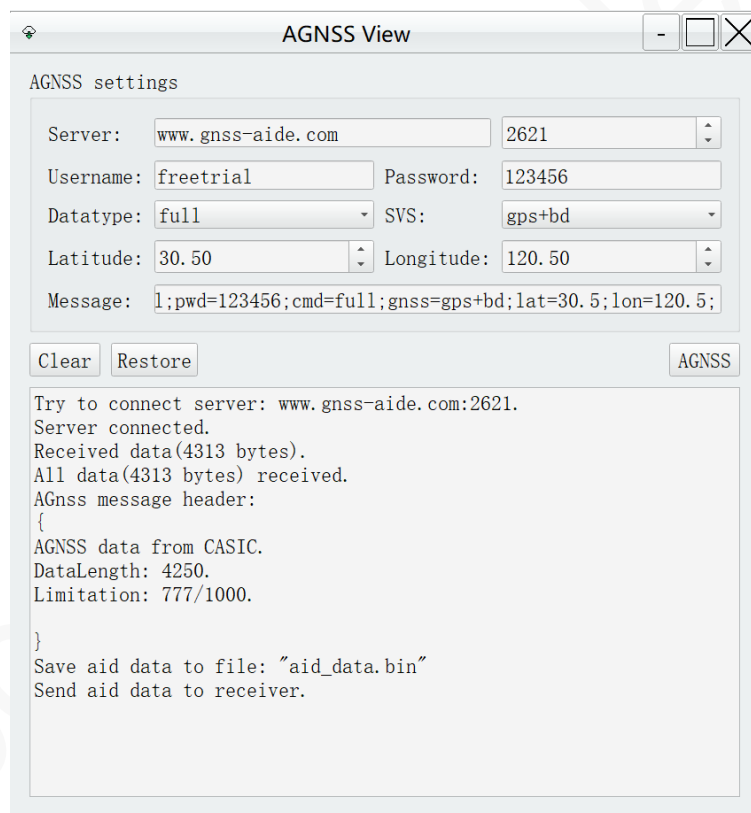 AGNSS View
AGNSS settings
Server: www.gnss-aide.com 2621
Username: freetrial Password: 123456
Datatype: full SVS: gps+bd
Latitude: 30.50 Longitude: 120.50
Message: l;pwd=123456;cmd=full;gnss=gps+bd;lat=30.5;lon=120.5;
Clear Restore AGNSS
Try to connect server: www.gnss-aide.com:2621.
Server connected.
Received data(4313 bytes).
All data(4313 bytes) received.
AGnss message header:
{
AGNSS data from CASIC.
DataLength: 4250.
Limitation: 777/1000.
}
Save aid data to file: "aid_data.bin"
Send aid data to receiver.